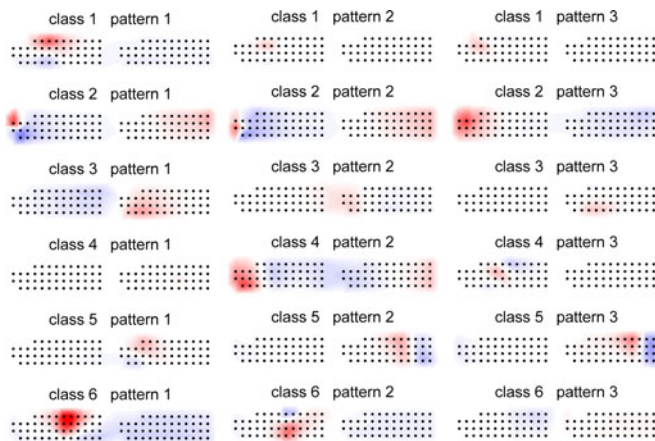 class 1 pattern 1 class 1 pattern 2 class 1 pattern 3
class 2 pattern 1 class 2 pattern 2 class 2 pattern 3
class 3 pattern 1 class 3 pattern 2 class 3 pattern 3
class 4 pattern 1 class 4 pattern 2 class 4 pattern 3
class 5 pattern 1 class 5 pattern 2 class 5 pattern 3
class 6 pattern 1 class 6 pattern 2 class 6 pattern 3